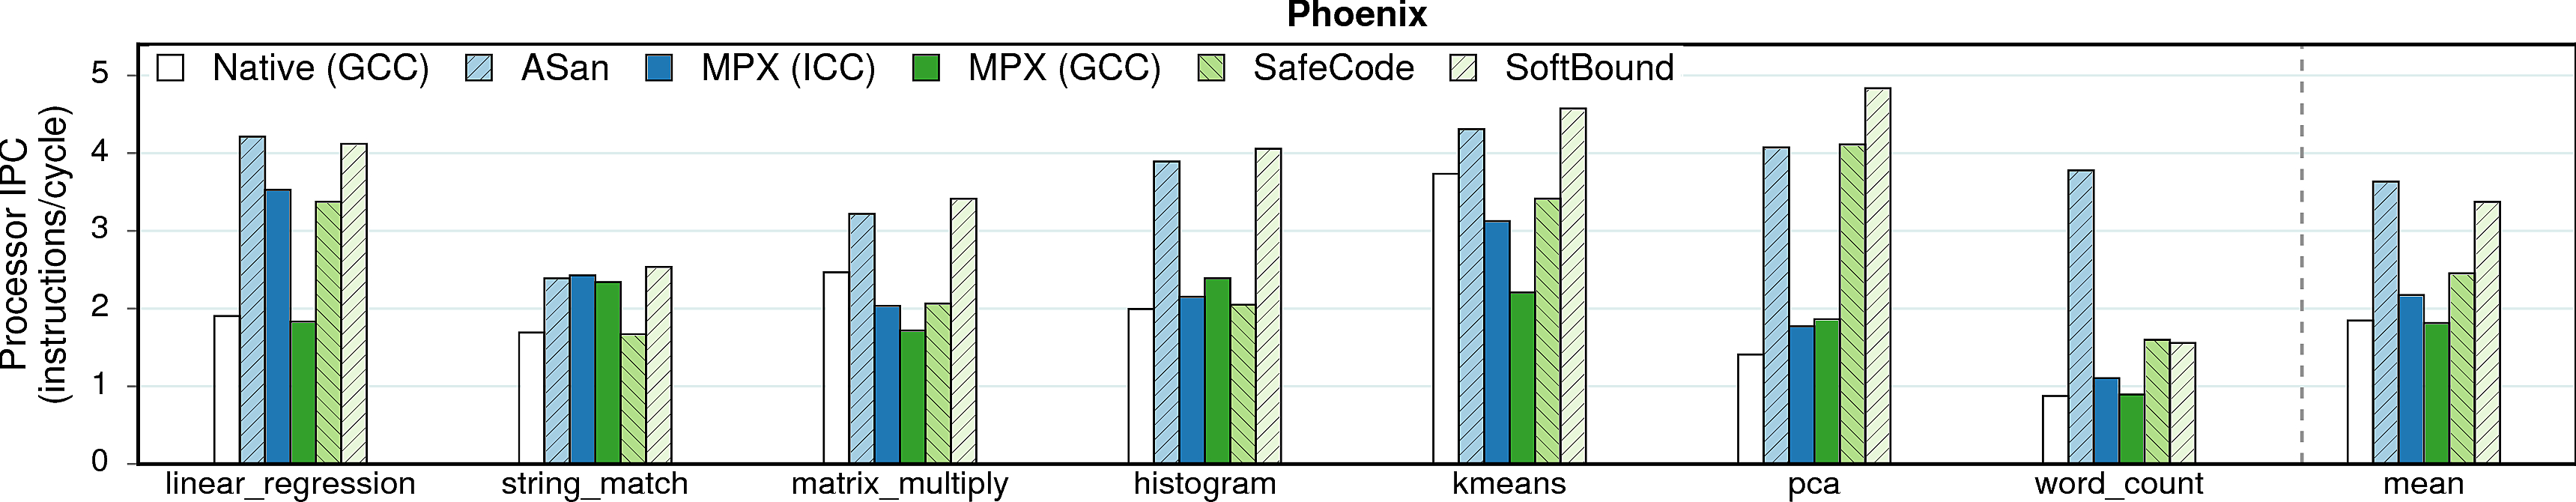 Phoenix
Native (GCC) ASan MPX (ICC) MPX (GCC) SafeCode SoftBound
Processor IPC
(instructions/cycle)
5
4
3
2
1
0
linear_regression string_match matrix_multiply histogram kmeans pca word_count mean